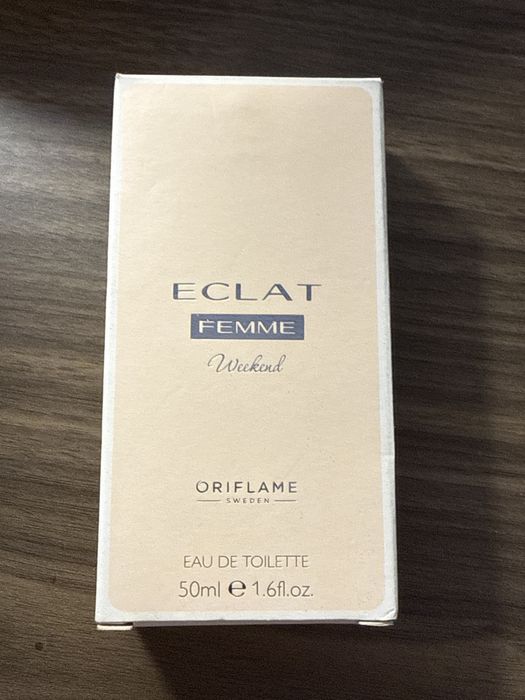 ECLAT
FEMME
Weekend
ORIFLAME
SWEDEN
EAU DE TOILETTE
50ml ℮ 1.6fl.oz.